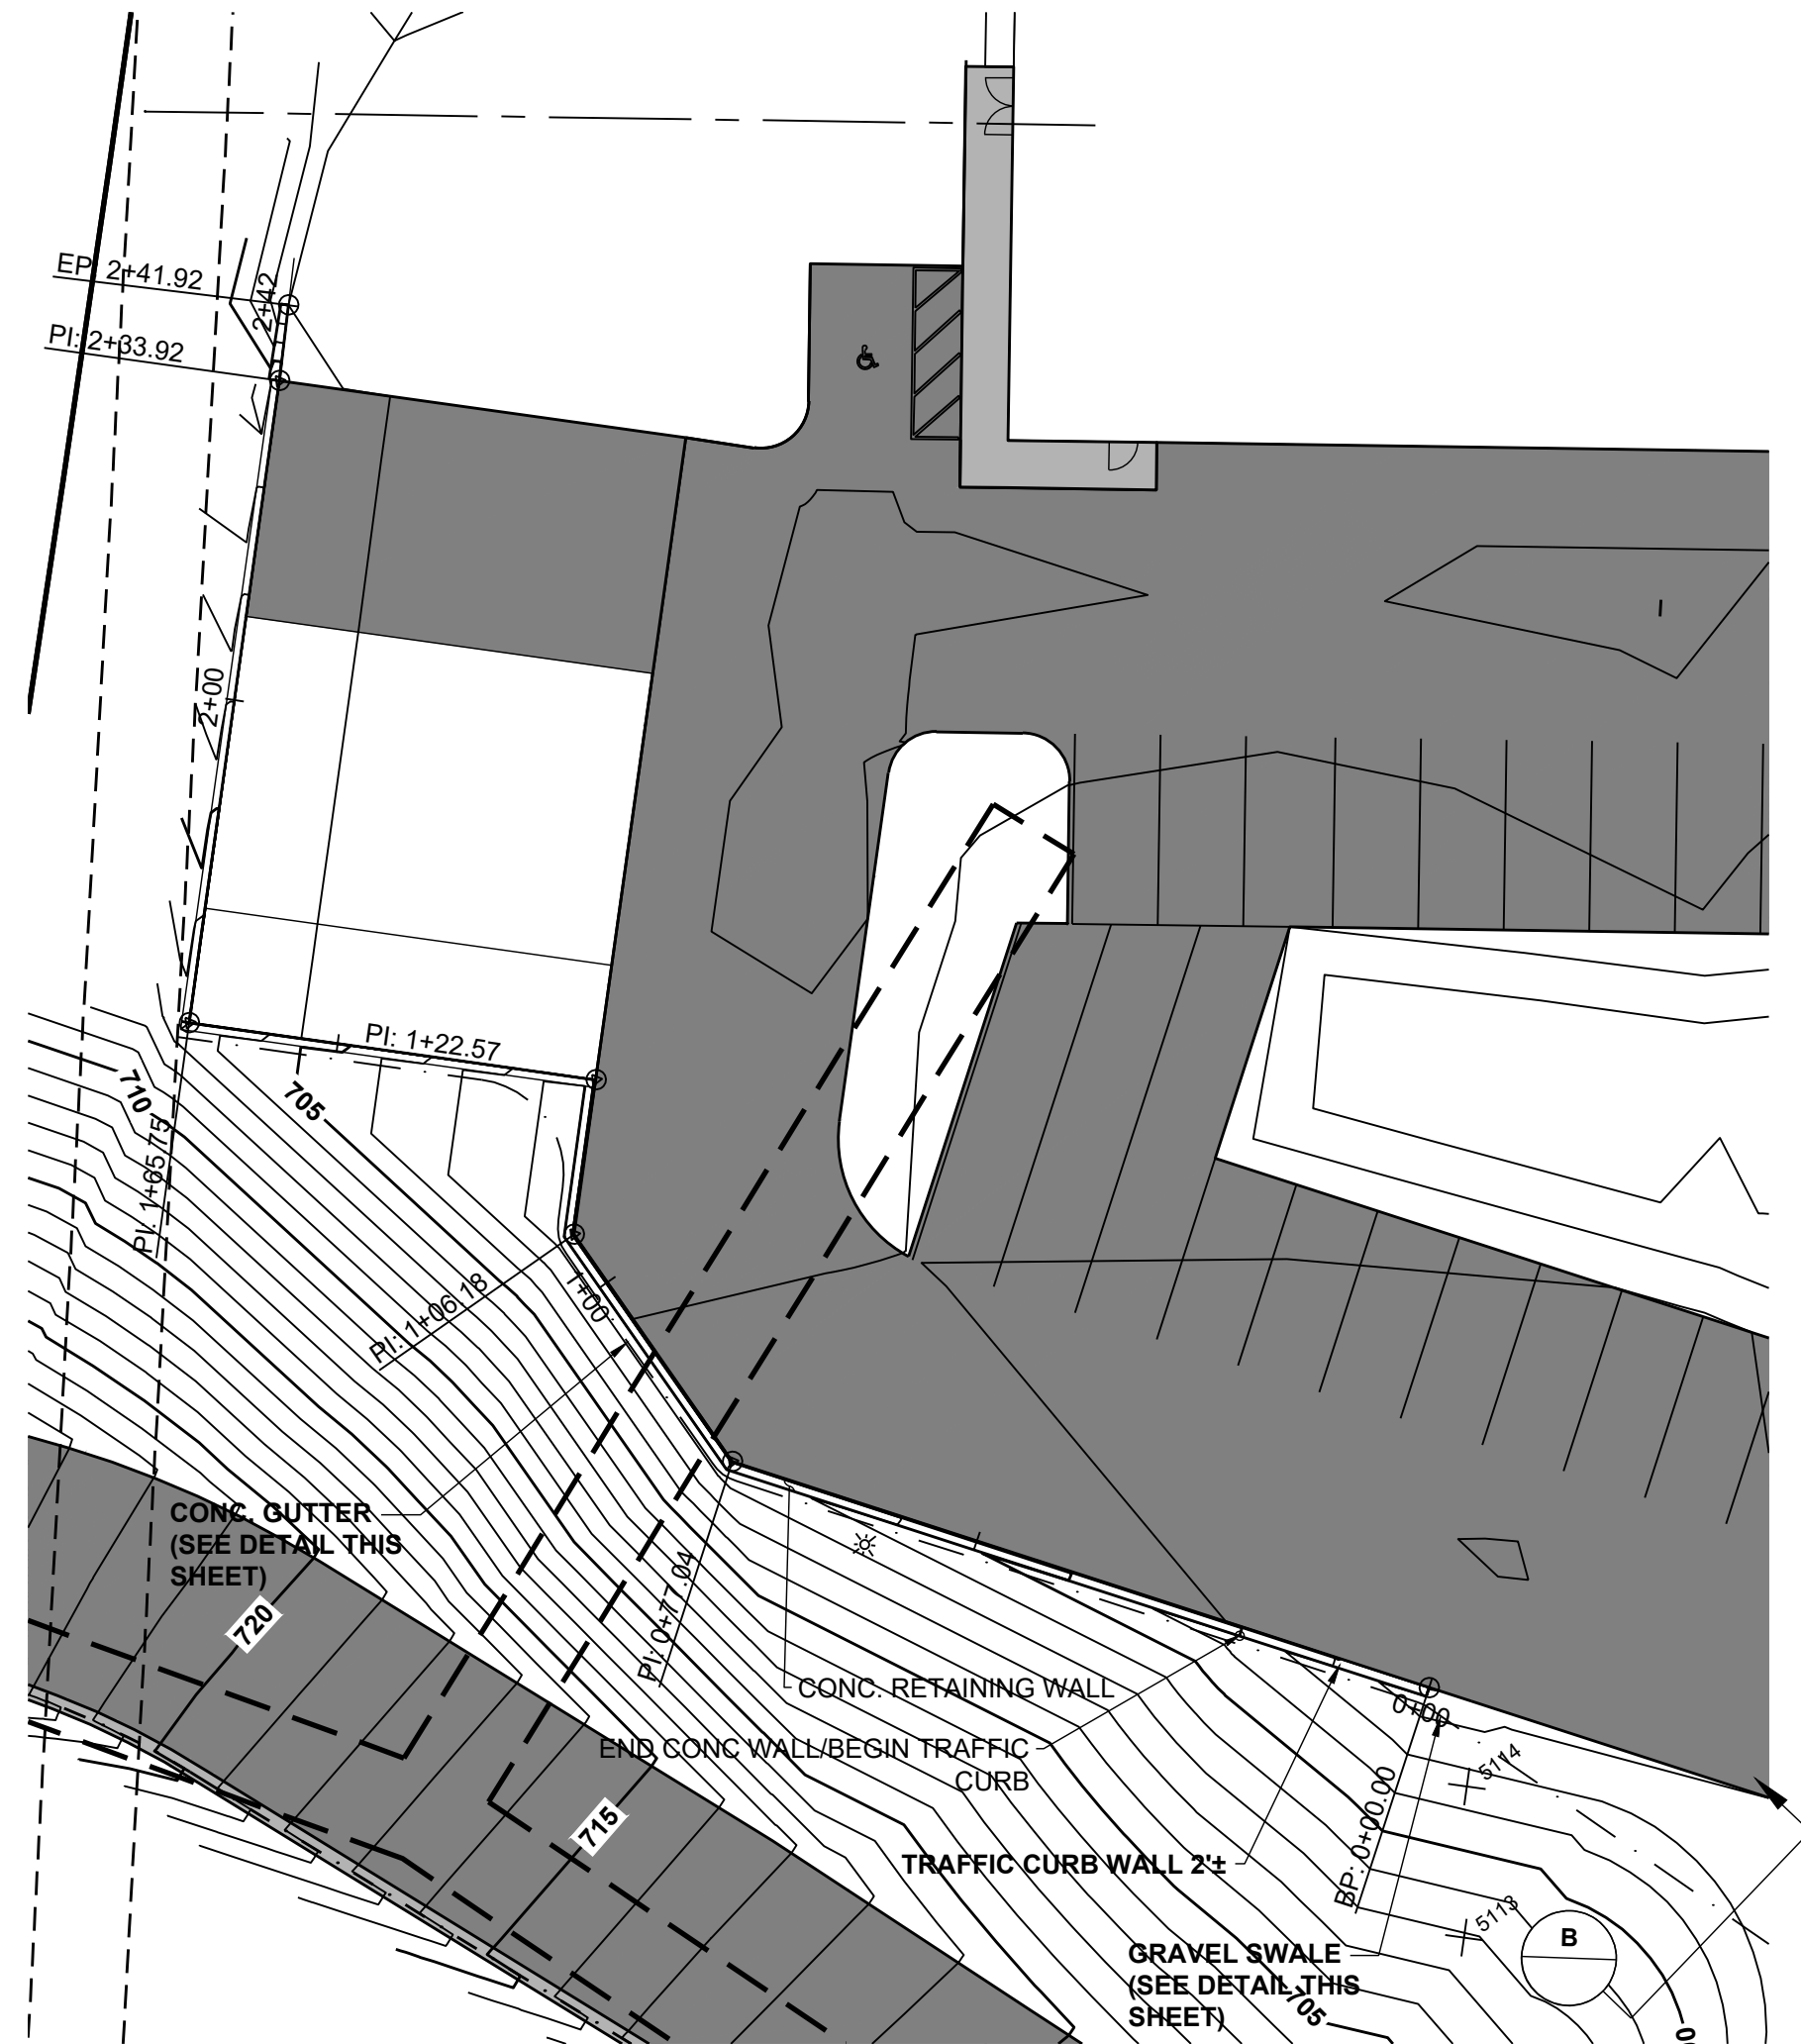 EP: 2+41.92
2+42
PI: 2+33.92
2+00
PI: 1+22.57
710
705
PI: 1+65.75
PI: 1+06.18
1+00
CONC. GUTTER
(SEE DETAIL THIS
SHEET)
720
PI: 0+77.04
CONC. RETAINING WALL
0+00
END CONC WALL/BEGIN TRAFFIC
CURB
5114
715
TRAFFIC CURB WALL 2'±
BP: 0+00.00
5113
B
GRAVEL SWALE
(SEE DETAIL THIS
SHEET)
705